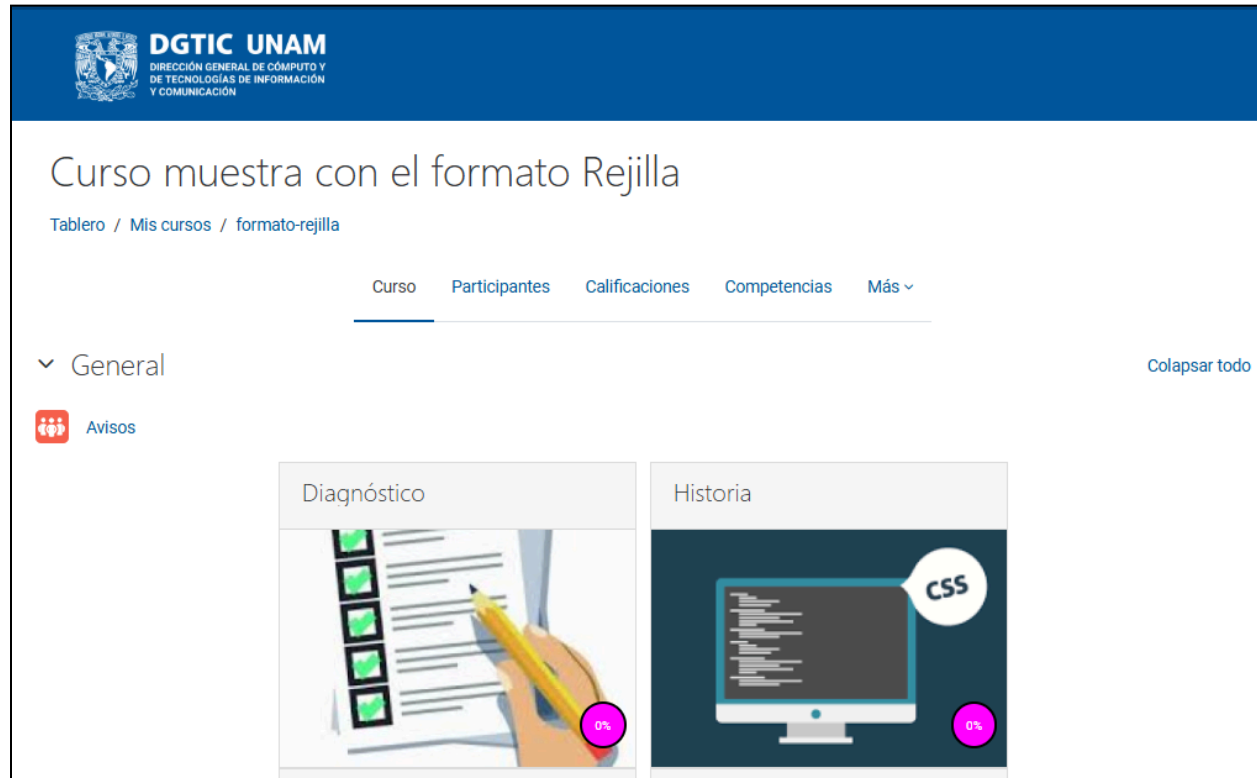 DGTIC UNAM
DIRECCIÓN GENERAL DE CÓMPUTO Y
DE TECNOLOGÍAS DE INFORMACIÓN
Y COMUNICACIÓN
Curso muestra con el formato Rejilla
Tablero / Mis cursos / formato-rejilla
Curso Participantes Calificaciones Competencias Más
General
Colapsar todo
Avisos
Diagnóstico
Historia
CSS
0%
0%